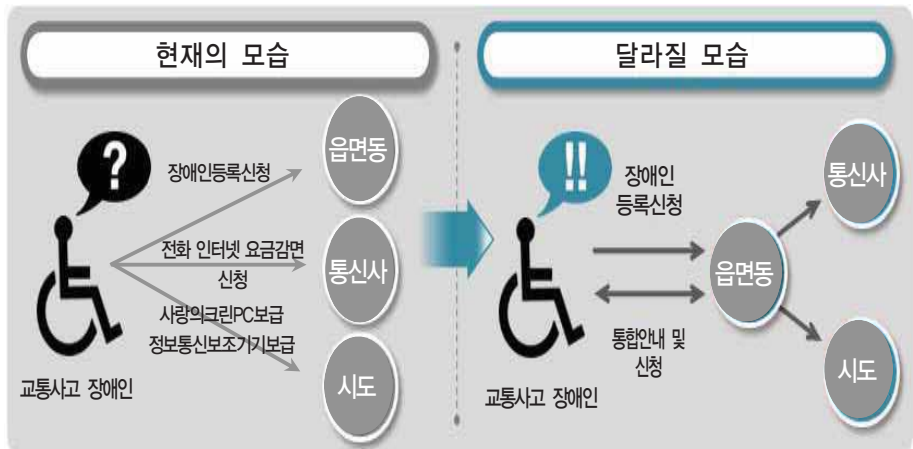 현재의 모습
?
장애인등록신청
읍면동
전화 인터넷 요금감면
신청
통신사
사랑의크린PC보급
정보통신보조기기보급
시도
교통사고 장애인
달라질 모습
!!
장애인
등록신청
통신사
읍면동
통합안내 및
신청
시도
교통사고 장애인